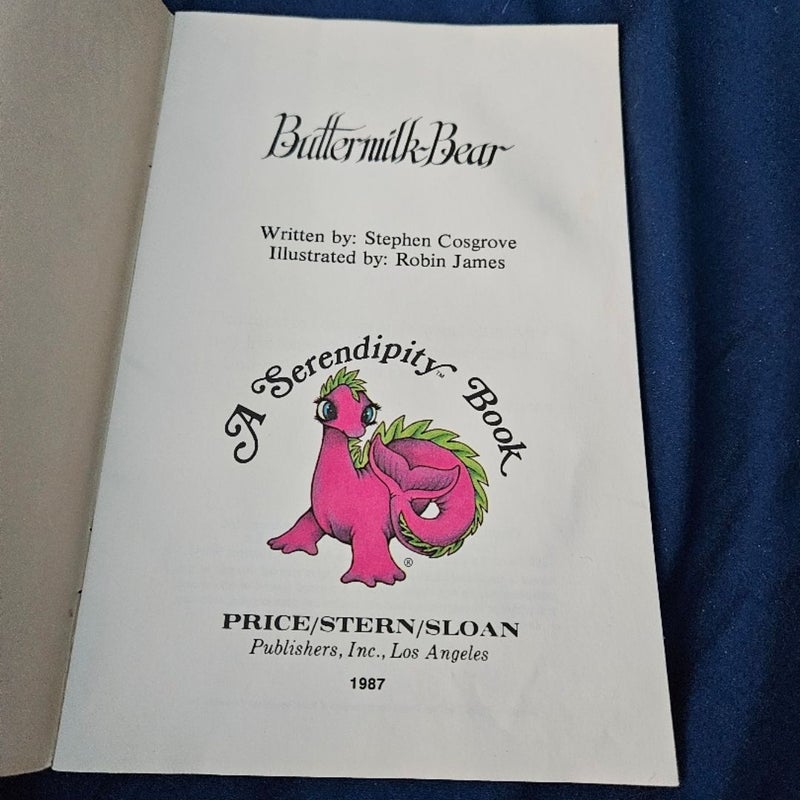 Buttermilk-Bear
Written by: Stephen Cosgrove
Illustrated by: Robin James
A Serendipity™ Book
®
PRICE/STERN/SLOAN
Publishers, Inc., Los Angeles
1987